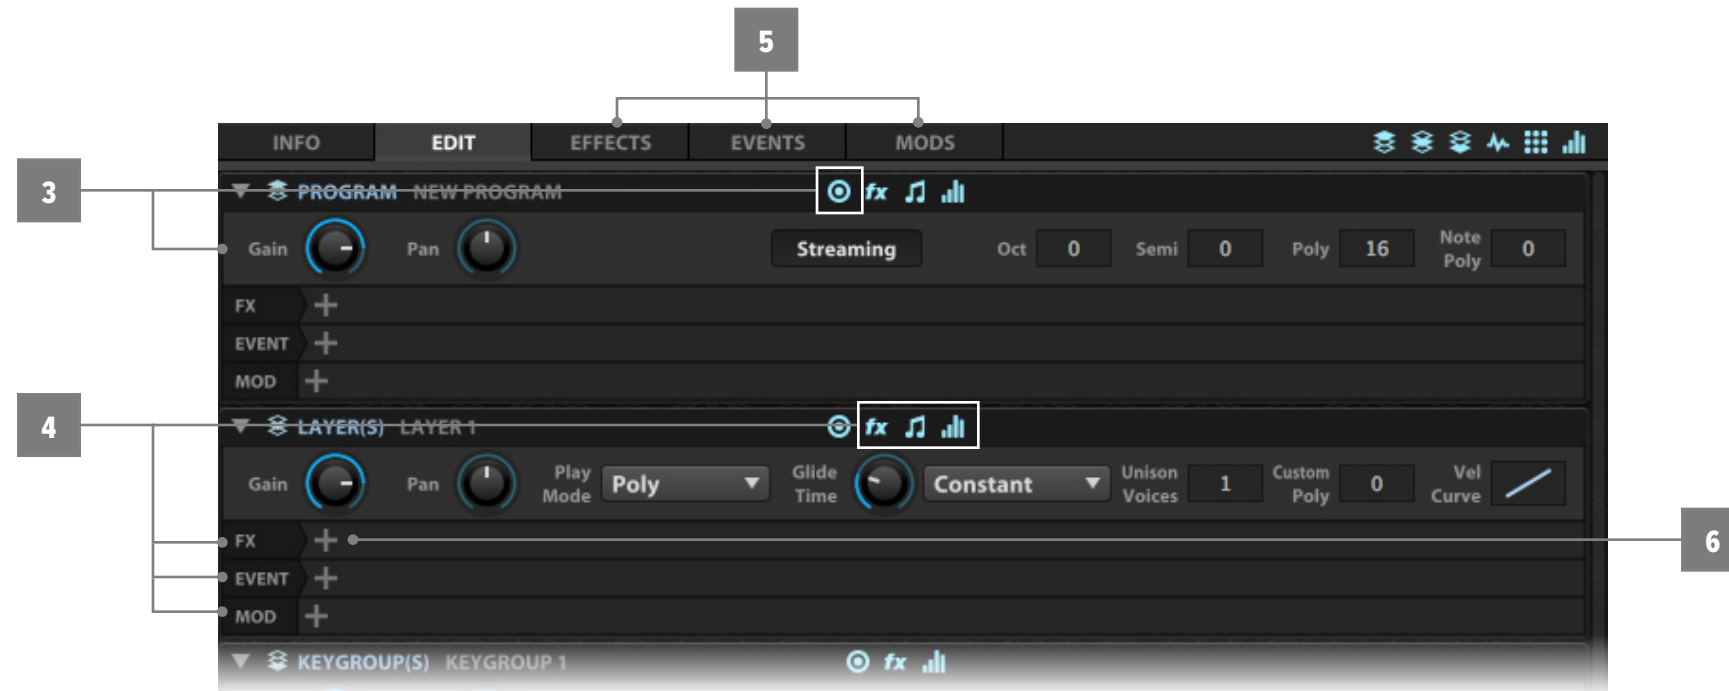 5
INFO EDIT EFFECTS EVENTS MODS
3
PROGRAM NEW PROGRAM fx
Gain Pan Streaming Oct 0 Semi 0 Poly 16 Note Poly 0
FX
EVENT
MOD
4
LAYER(S) LAYER 1 fx
Gain Pan Play Mode Poly Glide Time Constant Unison Voices 1 Custom Poly 0 Vel Curve
FX
6
EVENT
MOD
KEYGROUP(S) KEYGROUP 1 fx